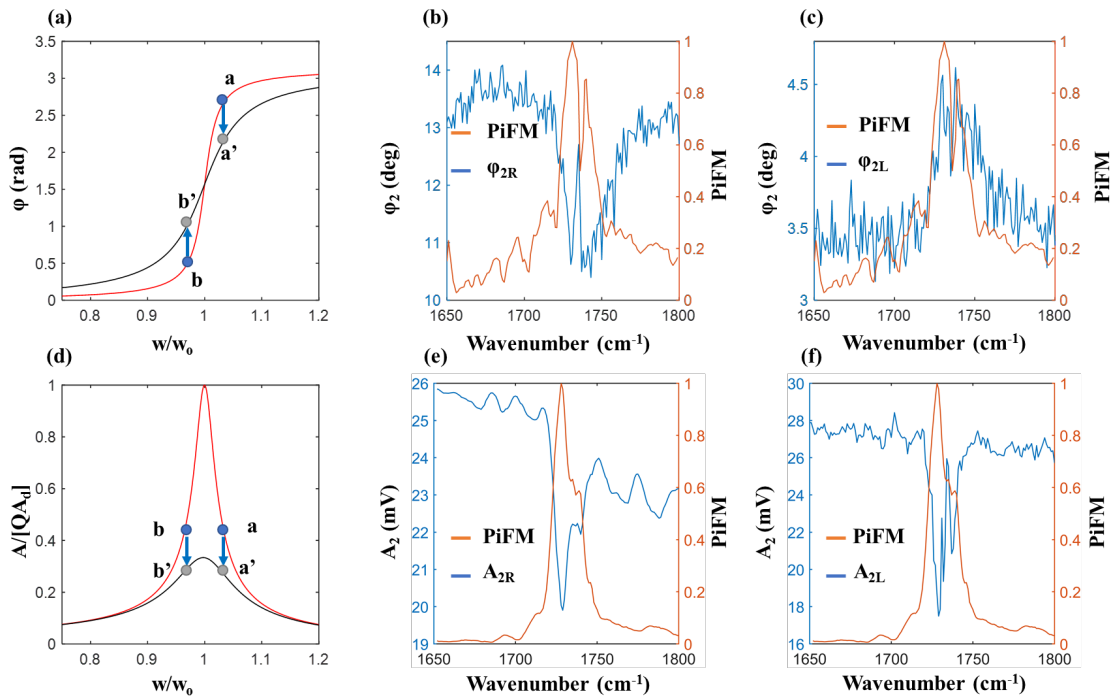 (a)
3.5
3
2.5
2
1.5
1
0.5
0
φ (rad)
a
a'
b'
b
0.8 0.9 1 1.1 1.2
w/wo
(b)
14
13
12
11
10
φ2 (deg)
PiFM
φ2R
1
0.8
0.6
0.4
0.2
0
PiFM
1650 1700 1750 1800
Wavenumber (cm-1)
(c)
4.5
4
3.5
3
φ2 (deg)
PiFM
φ2L
1
0.8
0.6
0.4
0.2
0
PiFM
1650 1700 1750 1800
Wavenumber (cm-1)
(d)
1
0.8
0.6
0.4
0.2
0
A/[QAd]
b a
b' a'
0.8 0.9 1 1.1 1.2
w/wo
(e)
26
25
24
23
22
21
20
19
A2 (mV)
PiFM
A2R
1
0.8
0.6
0.4
0.2
0
PiFM
1650 1700 1750 1800
Wavenumber (cm-1)
(f)
30
28
26
24
22
20
18
16
A2 (mV)
PiFM
A2L
1
0.8
0.6
0.4
0.2
0
PiFM
1650 1700 1750 1800
Wavenumber (cm-1)